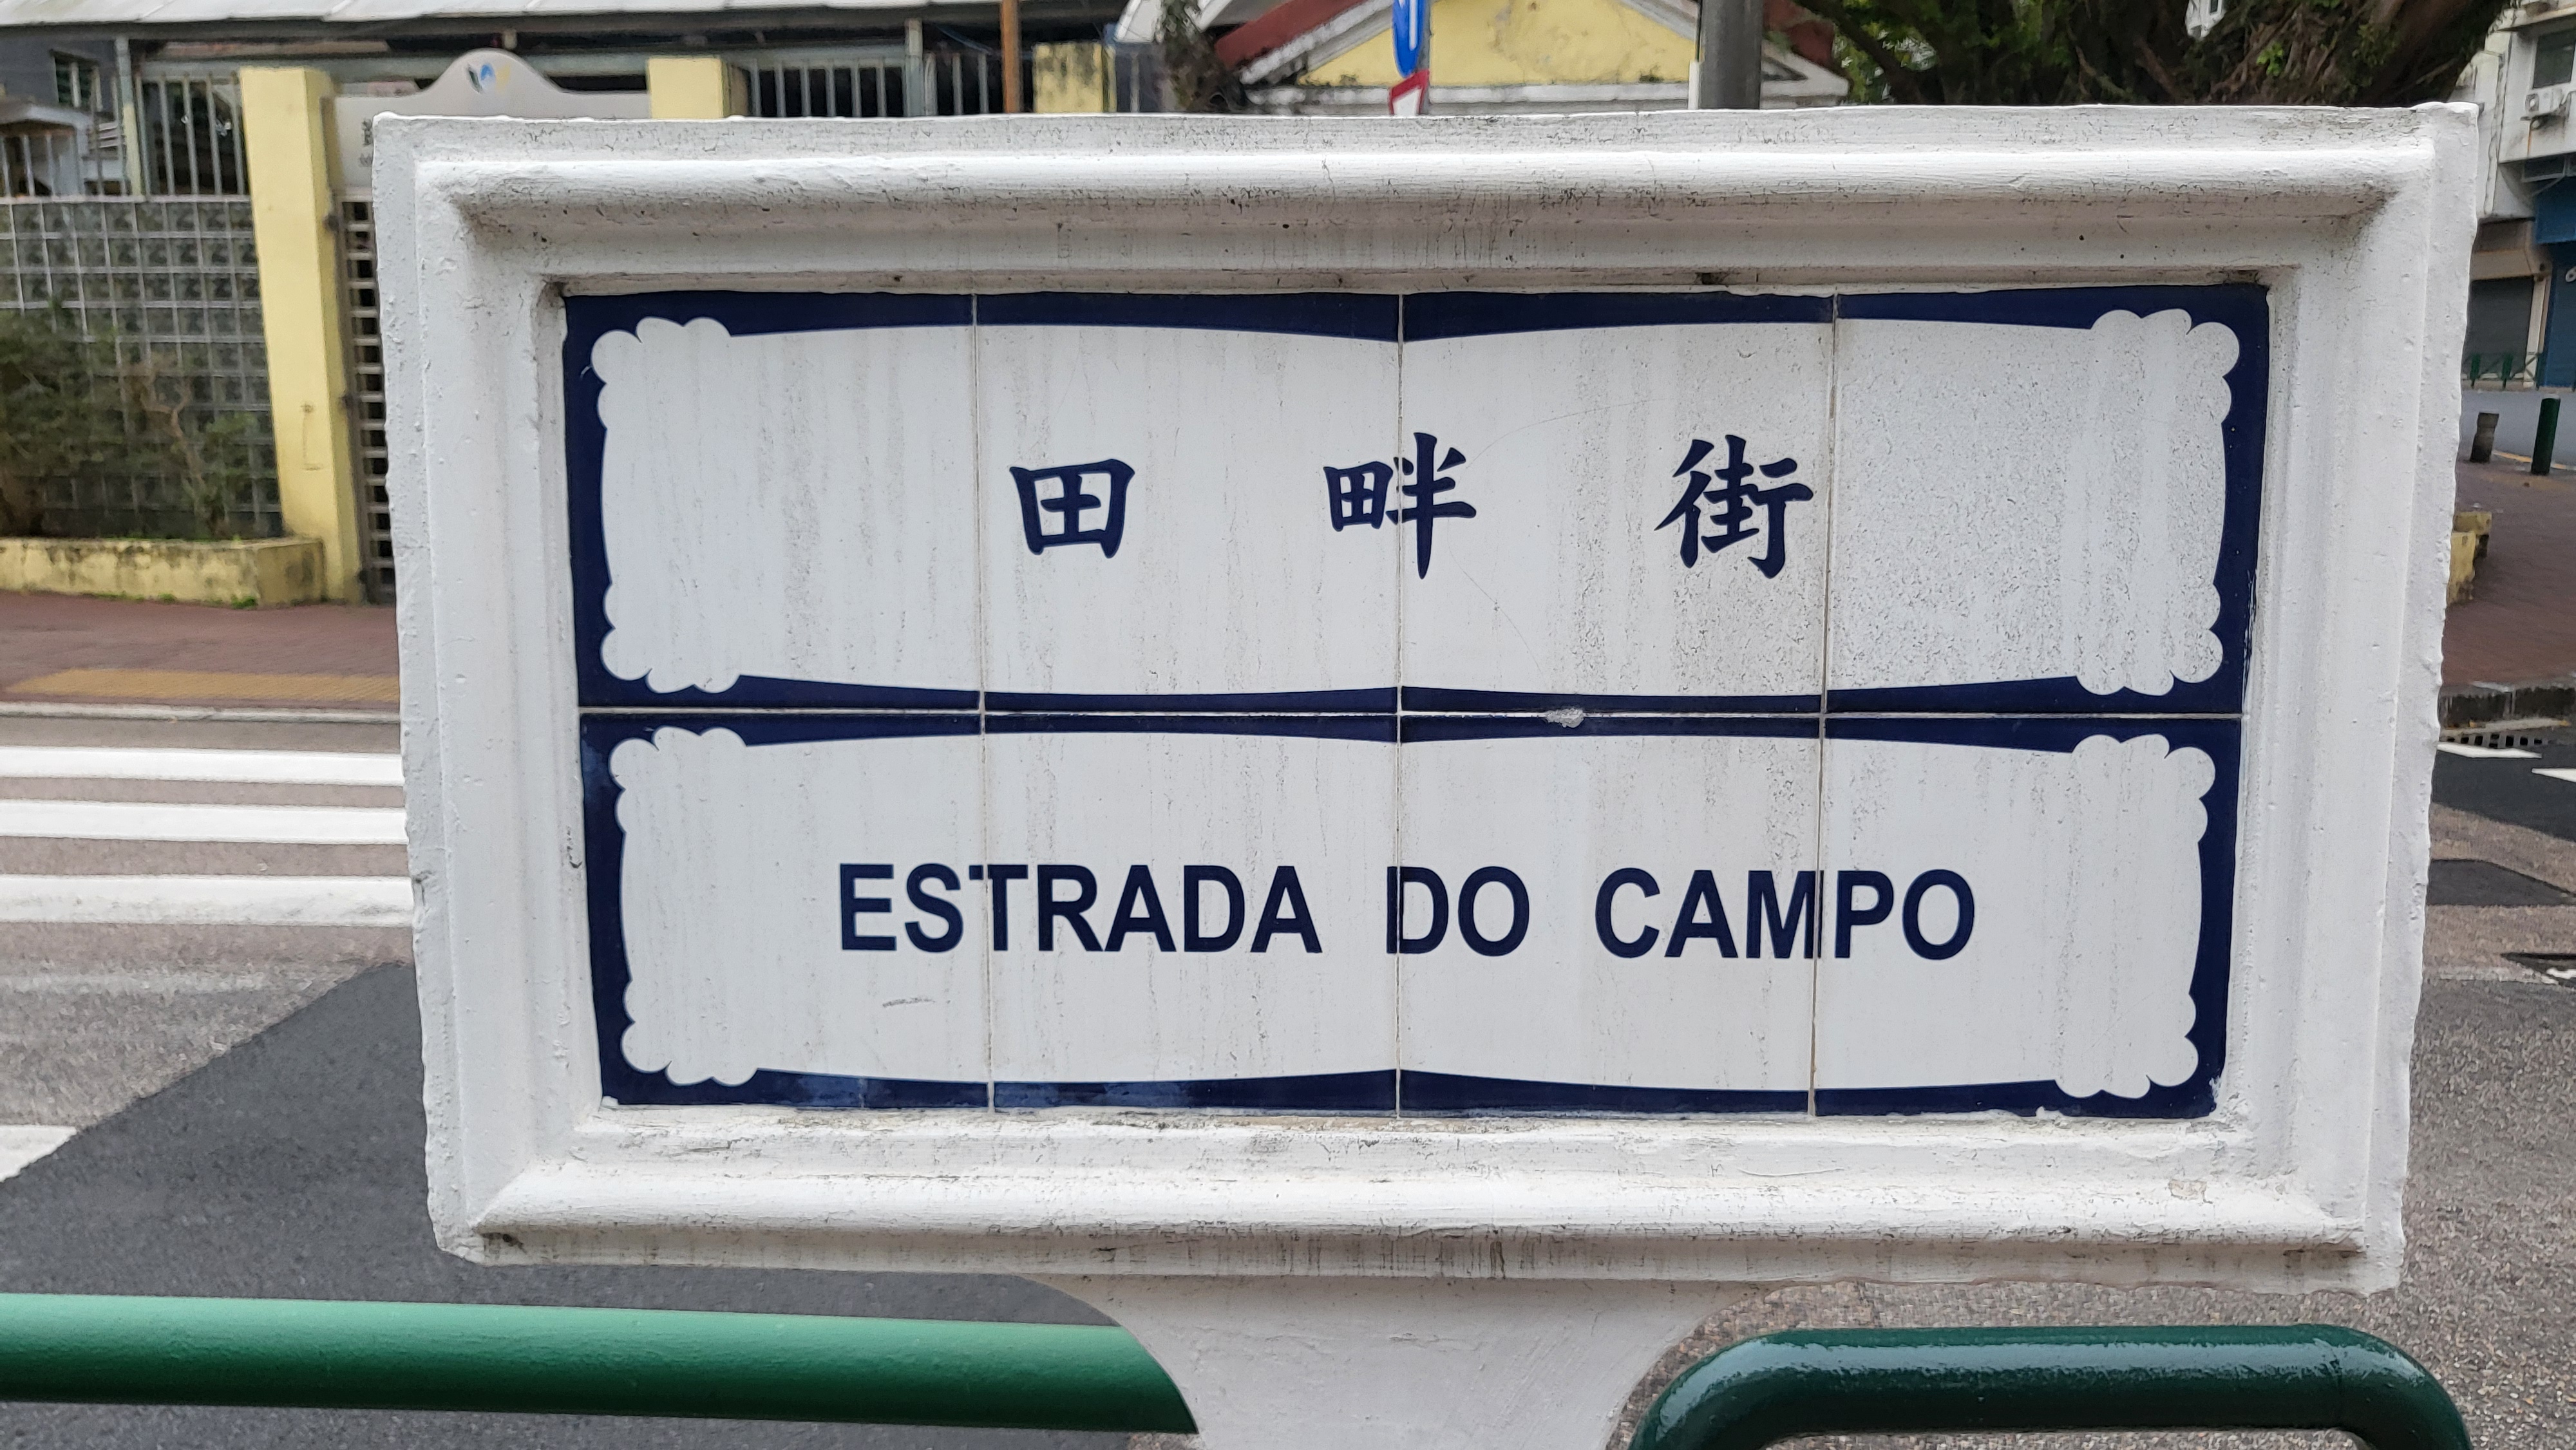 田畔街
ESTRADA DO CAMPO